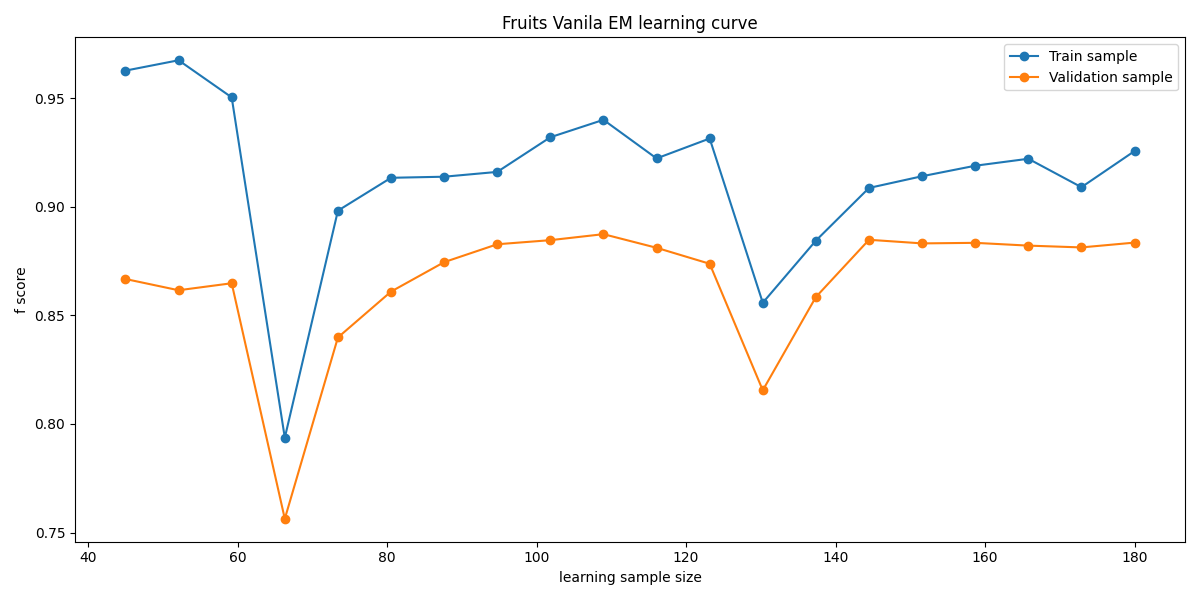 Fruits Vanila EM learning curve
Train sample
Validation sample
f score
0.95
0.90
0.85
0.80
0.75
40 60 80 100 120 140 160 180
learning sample size